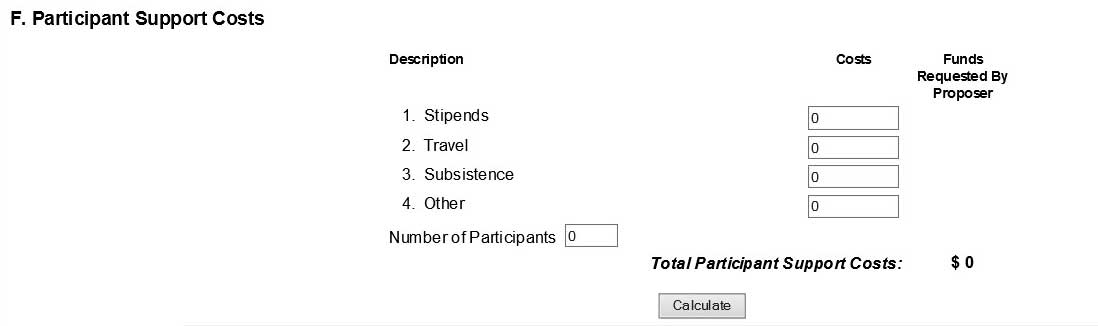 F. Participant Support Costs
Description Costs Funds
Requested By
Proposer
1. Stipends 0
2. Travel 0
3. Subsistence 0
4. Other 0
Number of Participants 0
Total Participant Support Costs: $ 0
Calculate